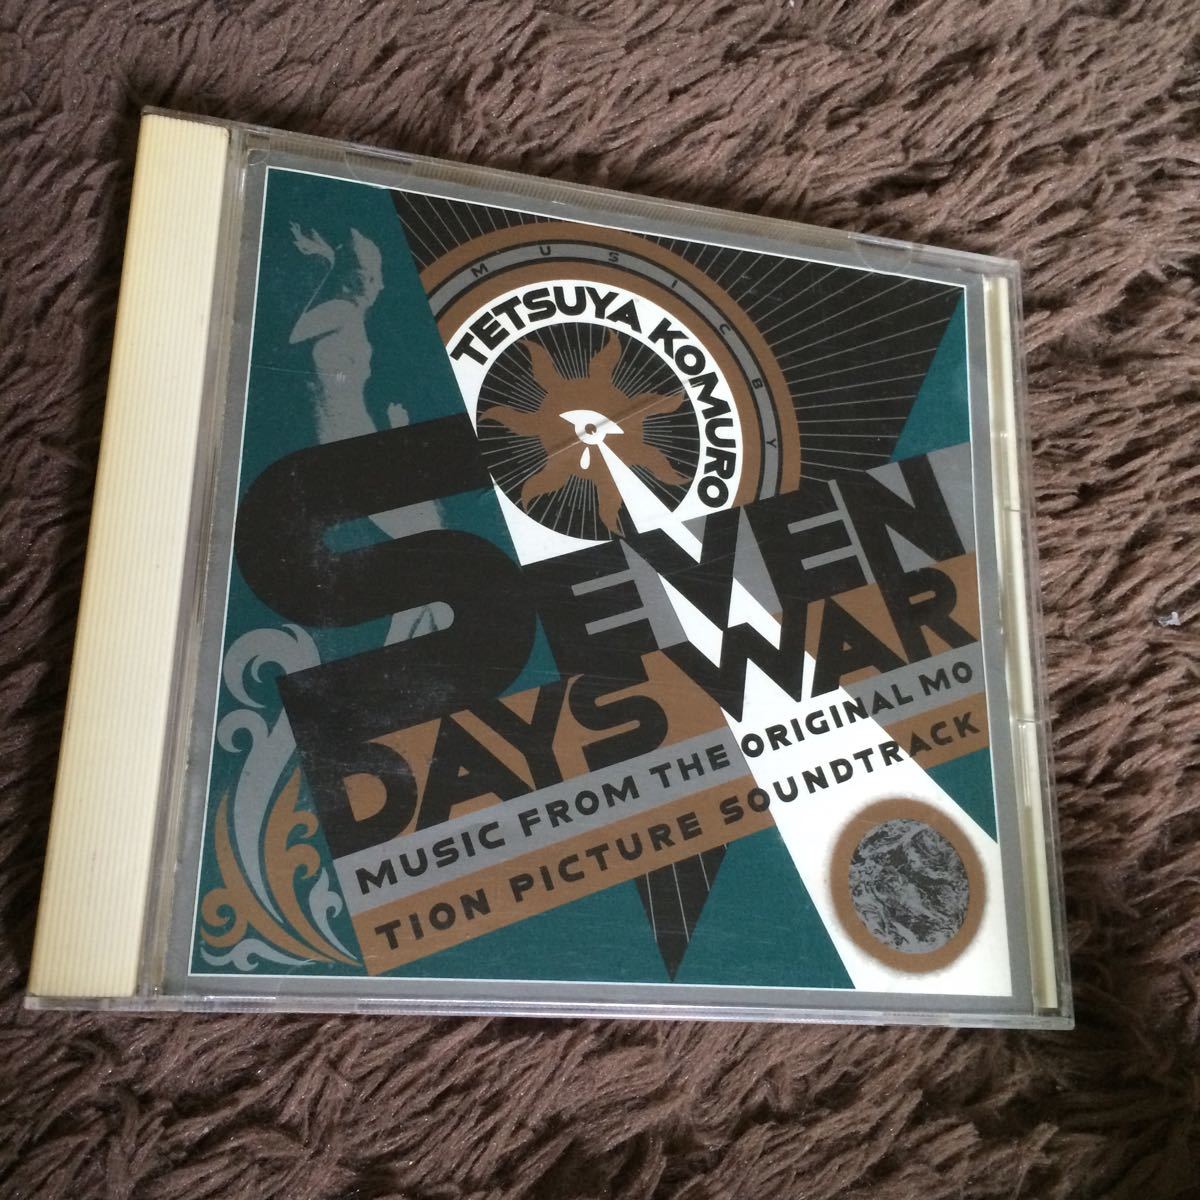 MUSIC BY
TETSUYA KOMURO
SEVEN
DAYS WAR
MUSIC FROM THE ORIGINAL MO
TION PICTURE SOUNDTRACK